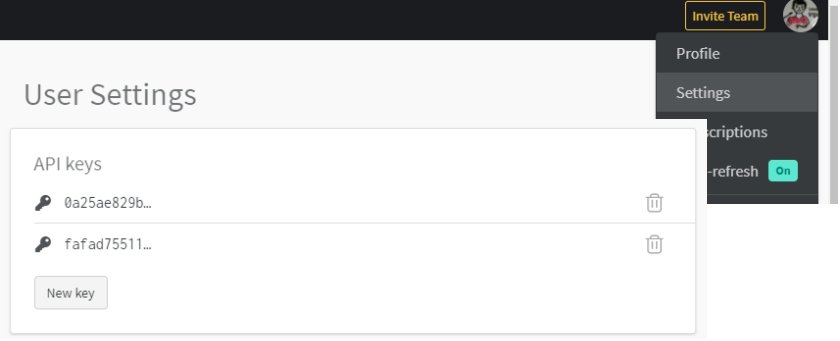 Invite Team
Profile
Settings
scriptions
-refresh On
User Settings
API keys
0a25ae829b…
fafad75511…
New key